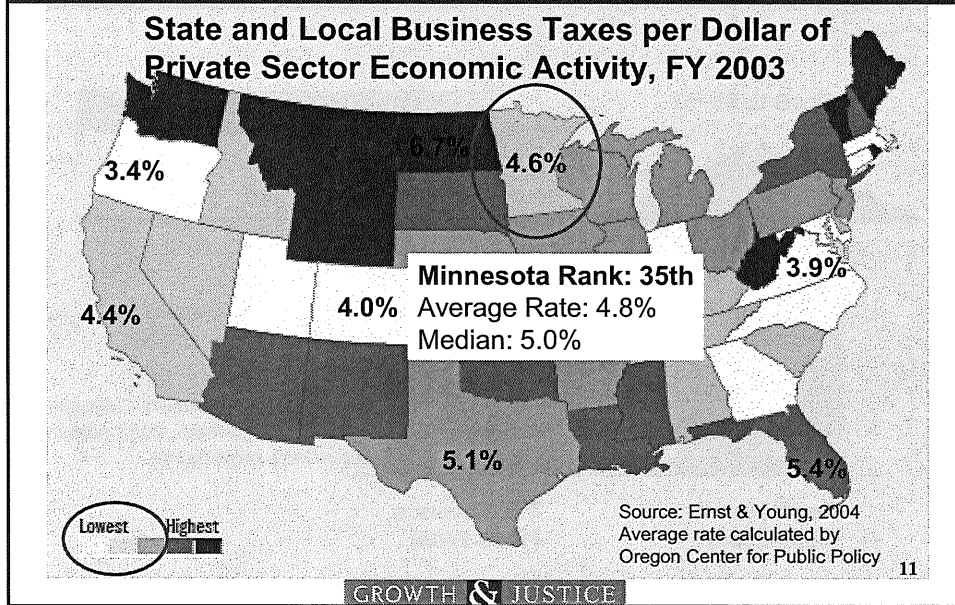 State and Local Business Taxes per Dollar of
Private Sector Economic Activity, FY 2003
6.7%
4.6%
3.4%
3.9%
Minnesota Rank: 35th
Average Rate: 4.8%
Median: 5.0%
4.0%
4.4%
5.1%
5.4%
Lowest Highest
Source: Ernst & Young, 2004
Average rate calculated by
Oregon Center for Public Policy
11
GROWTH & JUSTICE